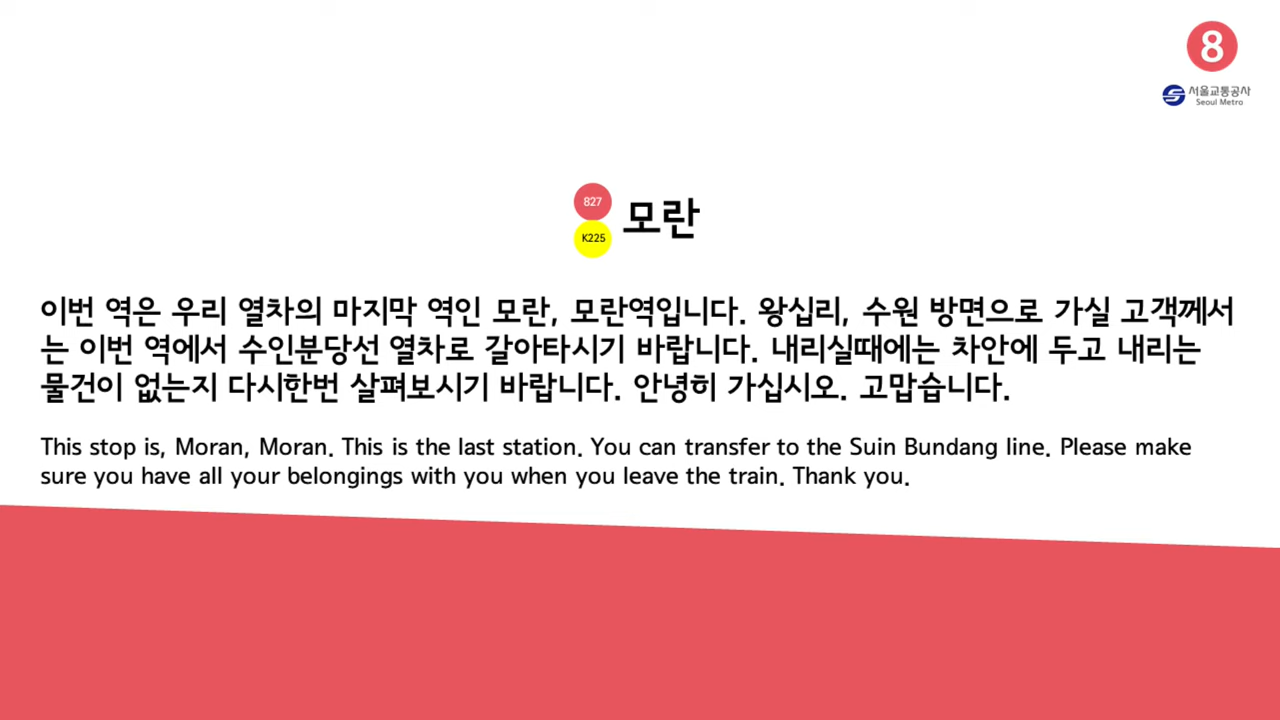 8
서울교통공사
Seoul Metro
827
K225
모란
이번 역은 우리 열차의 마지막 역인 모란, 모란역입니다. 왕십리, 수원 방면으로 가실 고객께서
는 이번 역에서 수인분당선 열차로 갈아타시기 바랍니다. 내리실때에는 차안에 두고 내리는
물건이 없는지 다시한번 살펴보시기 바랍니다. 안녕히 가십시오. 고맙습니다.
This stop is, Moran, Moran. This is the last station. You can transfer to the Suin Bundang line. Please make
sure you have all your belongings with you when you leave the train. Thank you.